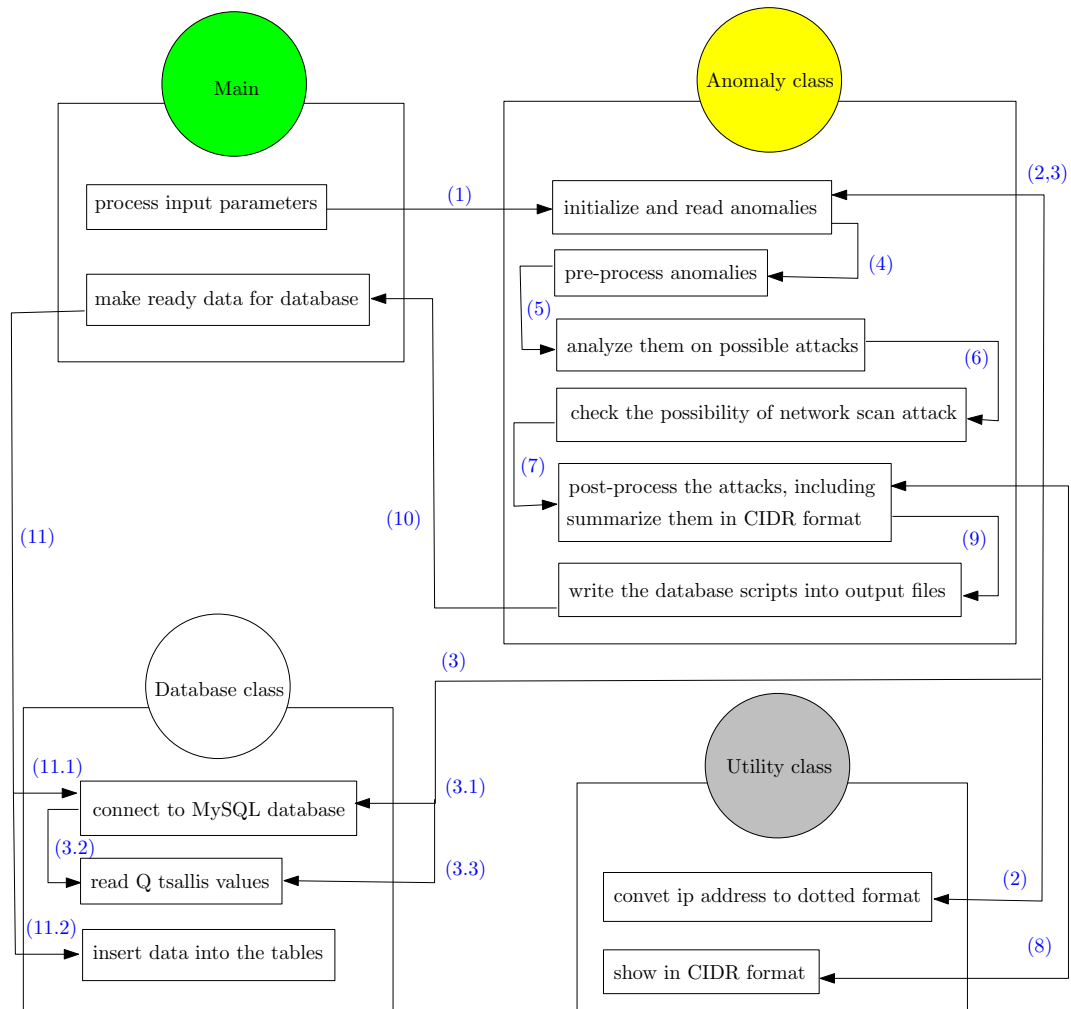 Main
process input parameters
make ready data for database
(1)
Anomaly class
(2,3)
initialize and read anomalies
(4)
pre-process anomalies
(5)
analyze them on possible attacks
(6)
check the possibility of network scan attack
(7)
post-process the attacks, including
summarize them in CIDR format
(9)
write the database scripts into output files
(10)
(11)
(3)
Database class
(11.1)
connect to MySQL database
(3.1)
(3.2)
read Q tsallis values
(3.3)
(11.2)
insert data into the tables
Utility class
(2)
convet ip address to dotted format
(8)
show in CIDR format